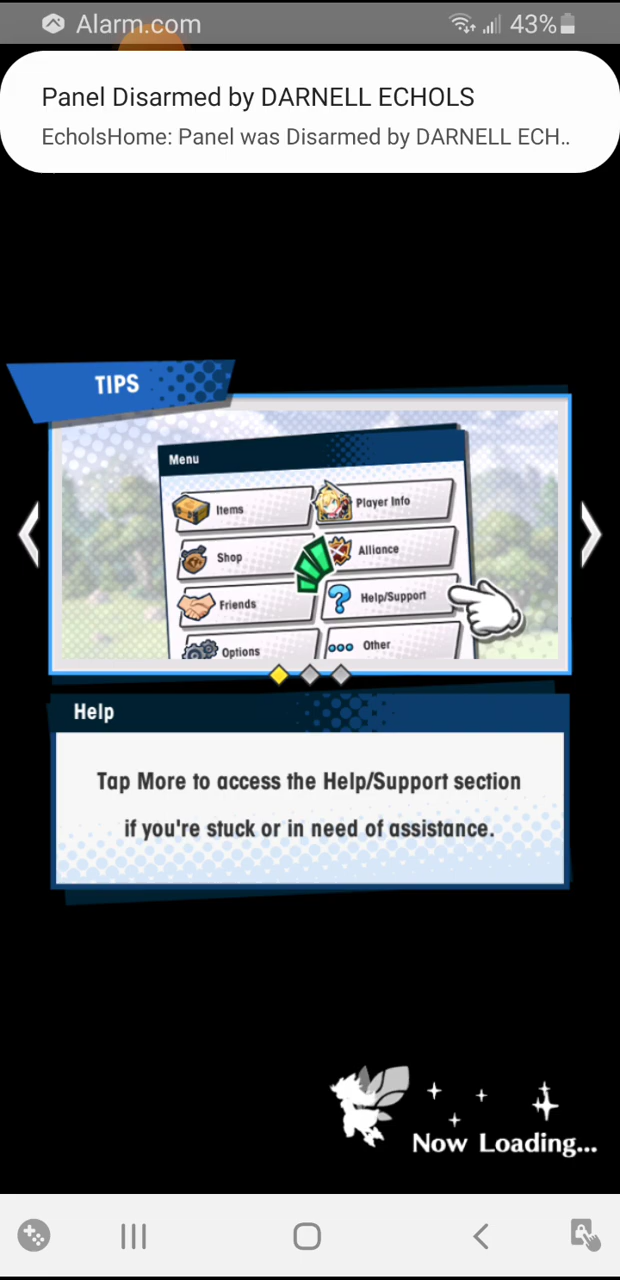 Alarm.com 43%
Panel Disarmed by DARNELL ECHOLS
EcholsHome: Panel was Disarmed by DARNELL ECH..
TIPS
Menu
Items
Player Info
Shop
Alliance
Friends
Help/Support
Options
Other
Help
Tap More to access the Help/Support section
if you're stuck or in need of assistance.
Now Loading...